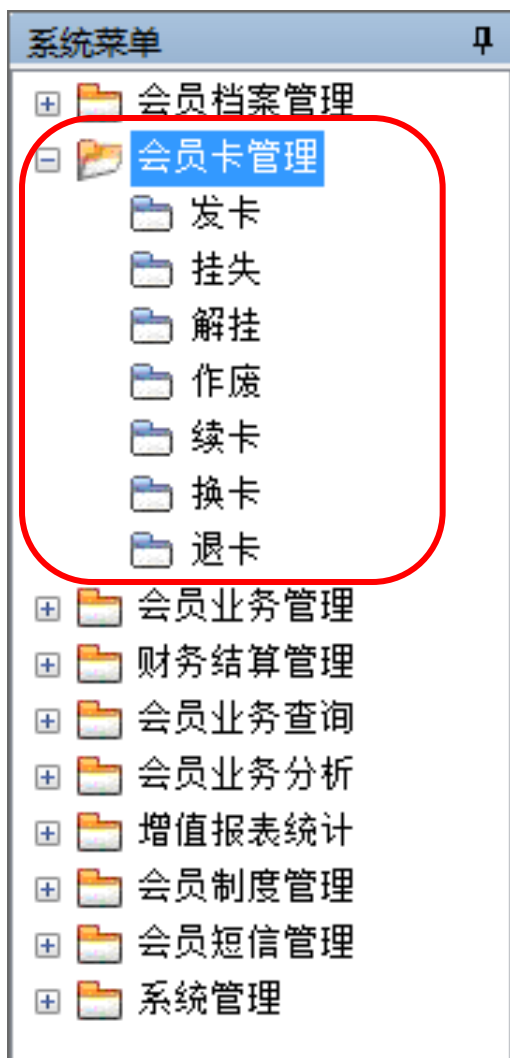 系统菜单
会员档案管理
会员卡管理
发卡
挂失
解挂
作废
续卡
换卡
退卡
会员业务管理
财务结算管理
会员业务查询
会员业务分析
增值报表统计
会员制度管理
会员短信管理
系统管理